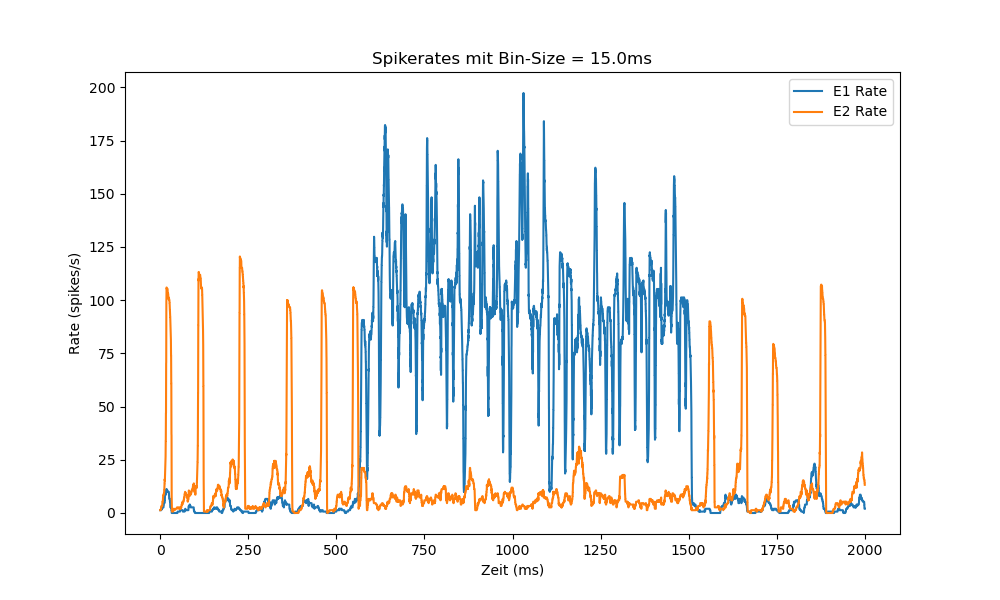 Spikerates mit Bin-Size = 15.0ms
E1 Rate
E2 Rate
Rate (spikes/s)
200
175
150
125
100
75
50
25
0
0 250 500 750 1000 1250 1500 1750 2000
Zeit (ms)